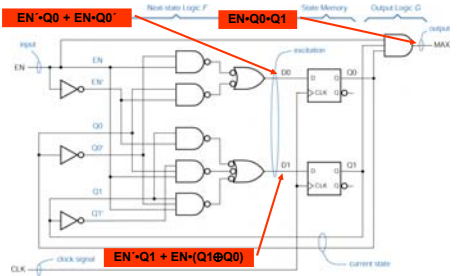 EN´•Q0 + EN•Q0´
Next-state Logic F
EN•Q0•Q1
State Memory
Output Logic G
output
input
excitation
MAX
EN
EN
EN'
D0
D Q
Q0
CLK Q
Q0
Q0'
D1
D Q
Q1
CLK Q
Q1
Q1'
EN´•Q1 + EN•(Q1⊕Q0)
clock signal
current state
CLK